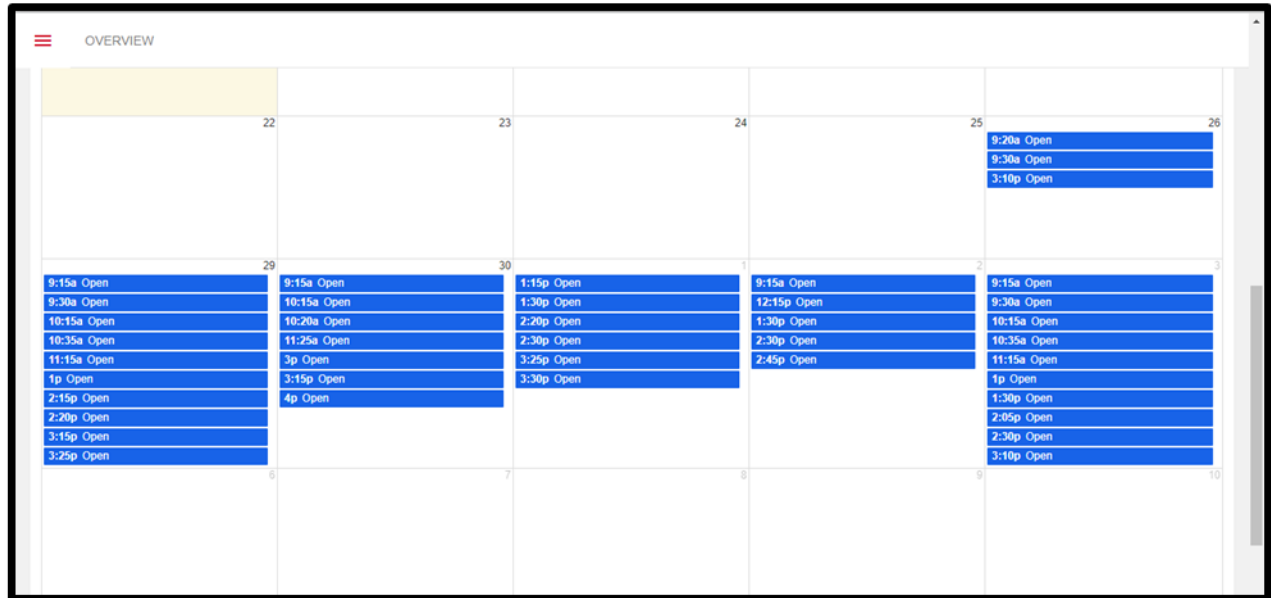 OVERVIEW
22 23 24 25 26
9:20a Open
9:30a Open
3:10p Open
29 30 1 2 3
9:15a Open 9:15a Open 1:15p Open 9:15a Open 9:15a Open
9:30a Open 10:15a Open 1:30p Open 12:15p Open 9:30a Open
10:15a Open 10:20a Open 2:20p Open 1:30p Open 10:15a Open
10:35a Open 11:25a Open 2:30p Open 2:30p Open 10:35a Open
11:15a Open 3p Open 3:25p Open 2:45p Open 11:15a Open
1p Open 3:15p Open 3:30p Open 1p Open
2:15p Open 4p Open 1:30p Open
2:20p Open 2:05p Open
3:15p Open 2:30p Open
3:25p Open 3:10p Open
6 7 8 9 10